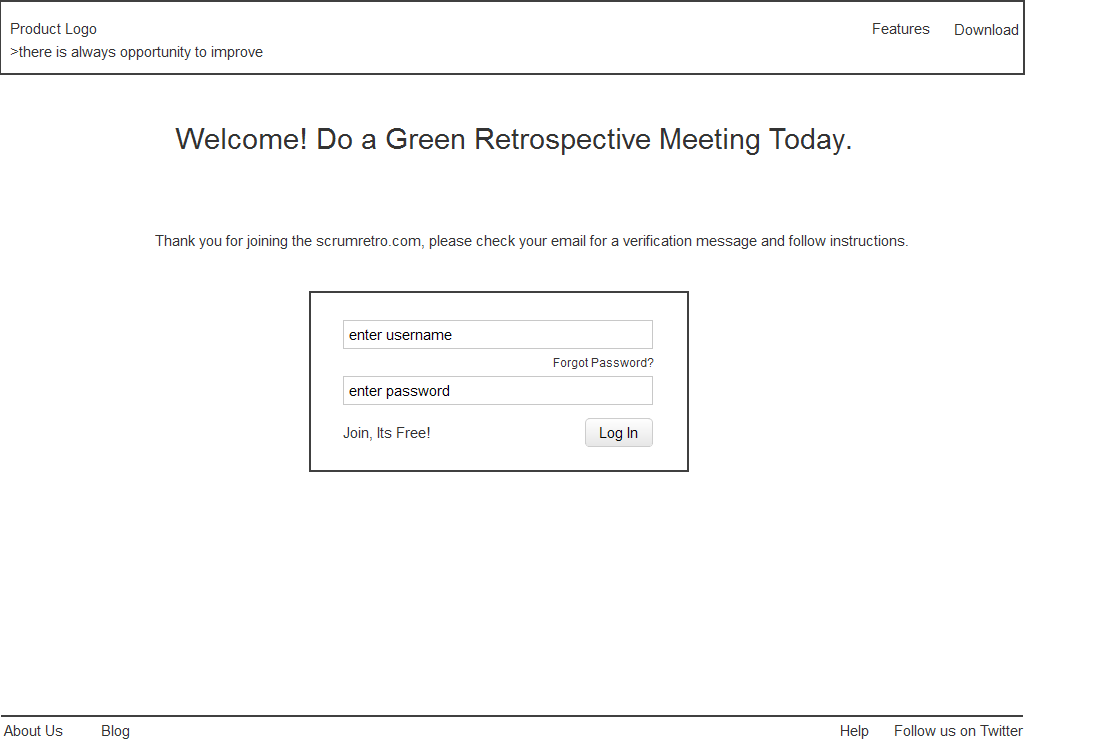 Product Logo
Features
Download
>there is always opportunity to improve
Welcome! Do a Green Retrospective Meeting Today.
Thank you for joining the scrumretro.com, please check your email for a verification message and follow instructions.
enter username
Forgot Password?
enter password
Join, Its Free!
Log In
About Us
Blog
Help
Follow us on Twitter